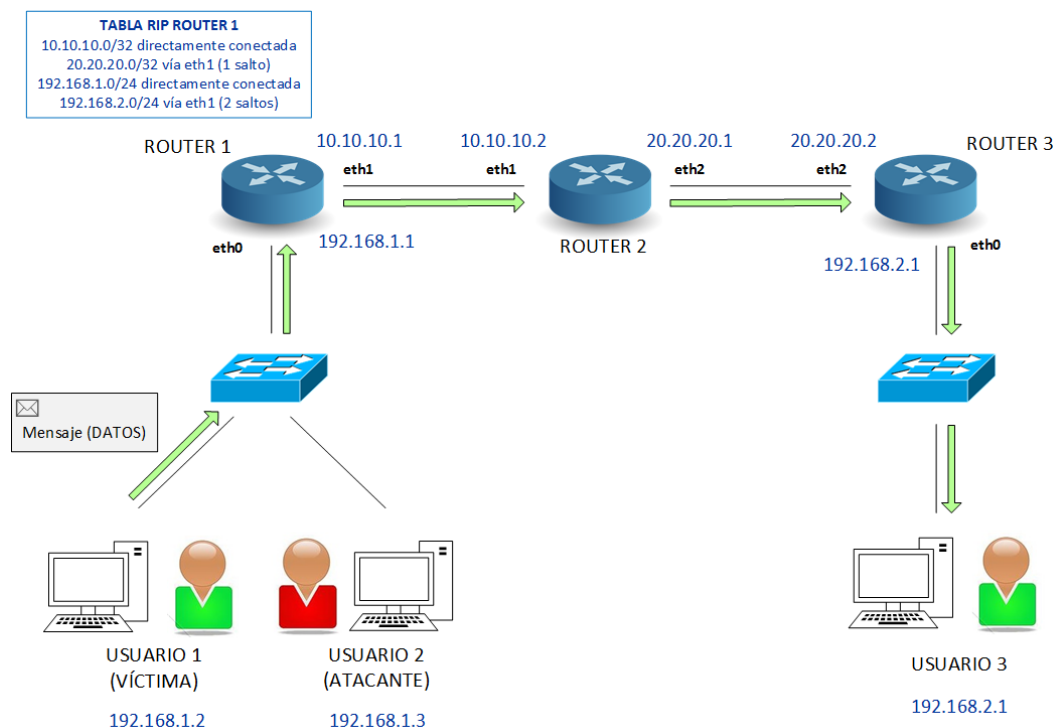 TABLA RIP ROUTER 1
10.10.10.0/32 directamente conectada
20.20.20.0/32 vía eth1 (1 salto)
192.168.1.0/24 directamente conectada
192.168.2.0/24 vía eth1 (2 saltos)
ROUTER 1
10.10.10.1
10.10.10.2
20.20.20.1
20.20.20.2
ROUTER 3
eth1
eth1
eth2
eth2
eth0
192.168.1.1
ROUTER 2
192.168.2.1
eth0
Mensaje (DATOS)
USUARIO 1
(VÍCTIMA)
192.168.1.2
USUARIO 2
(ATACANTE)
192.168.1.3
USUARIO 3
192.168.2.1